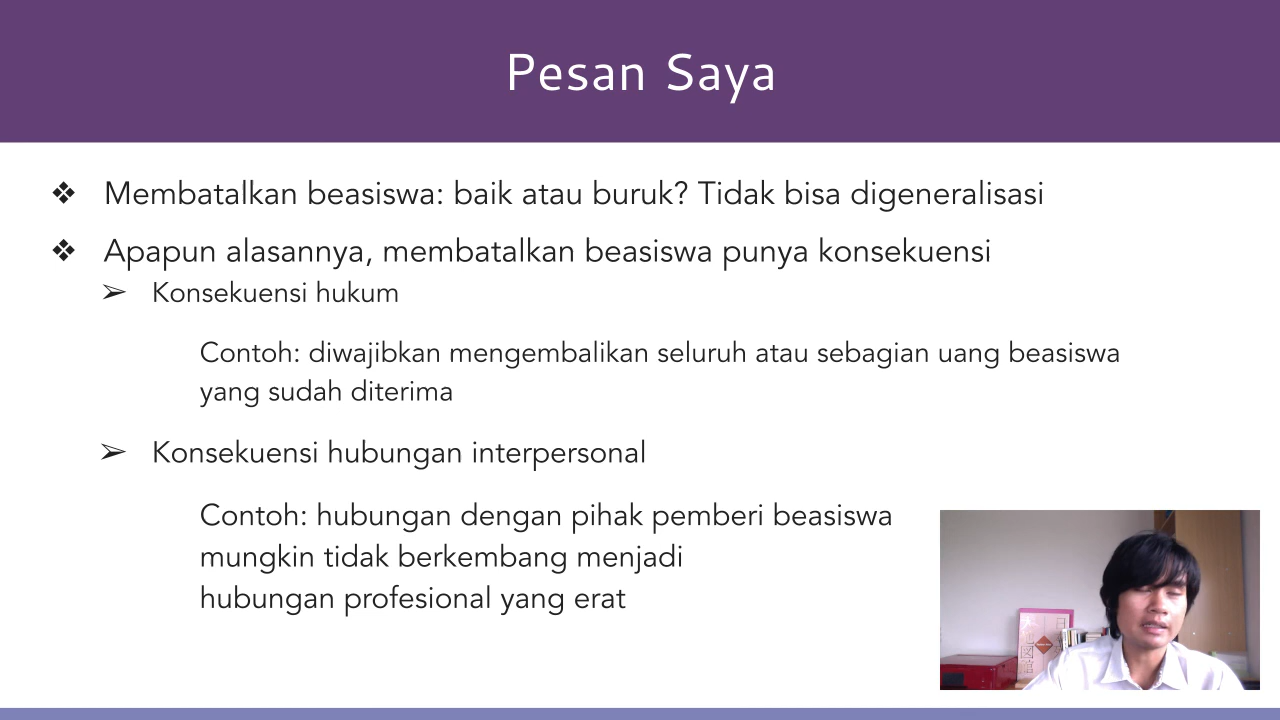 Pesan Saya
❖ Membatalkan beasiswa: baik atau buruk? Tidak bisa digeneralisasi
❖ Apapun alasannya, membatalkan beasiswa punya konsekuensi
➢ Konsekuensi hukum
Contoh: diwajibkan mengembalikan seluruh atau sebagian uang beasiswa
yang sudah diterima
➢ Konsekuensi hubungan interpersonal
Contoh: hubungan dengan pihak pemberi beasiswa
mungkin tidak berkembang menjadi
hubungan profesional yang erat